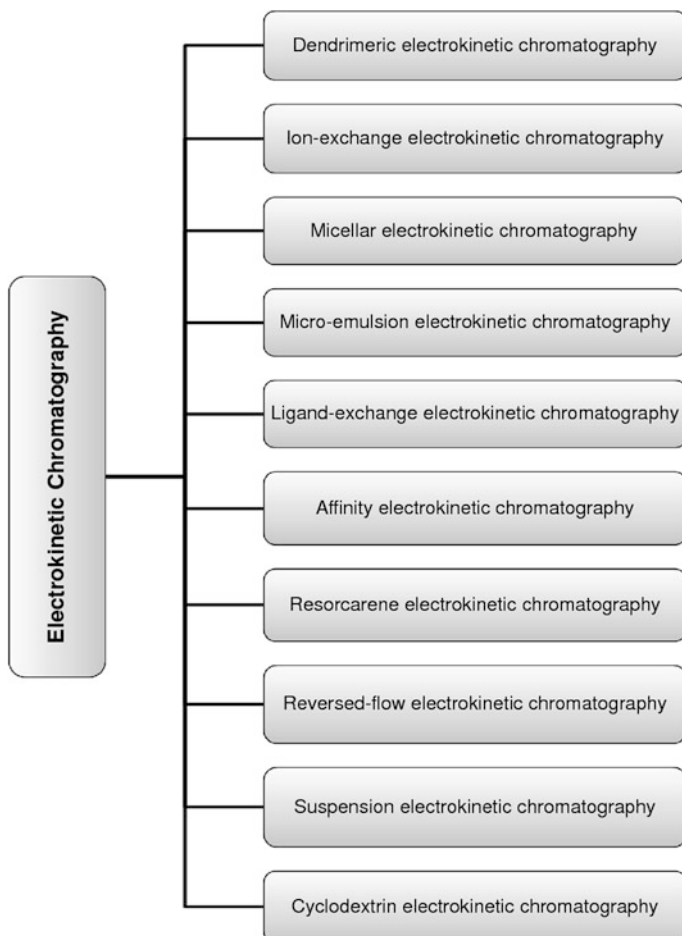 Electrokinetic Chromatography
Dendrimeric electrokinetic chromatography
Ion-exchange electrokinetic chromatography
Micellar electrokinetic chromatography
Micro-emulsion electrokinetic chromatography
Ligand-exchange electrokinetic chromatography
Affinity electrokinetic chromatography
Resorcarene electrokinetic chromatography
Reversed-flow electrokinetic chromatography
Suspension electrokinetic chromatography
Cyclodextrin electrokinetic chromatography